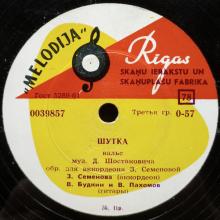 "MELODIJA"
Rigas
SKAŅU IERAKSTU UN
SKAŅUPLAŠU FABRIKA
Гост 5289-61
78
0039857
Третья гр. 0-57
ШУТКА
вальс
муз. Д. Шостаковича
обр. для аккордеона З. Семеновой
З. Семенова (аккордеон)
В. Будкин и В. Пахомов
(гитары)